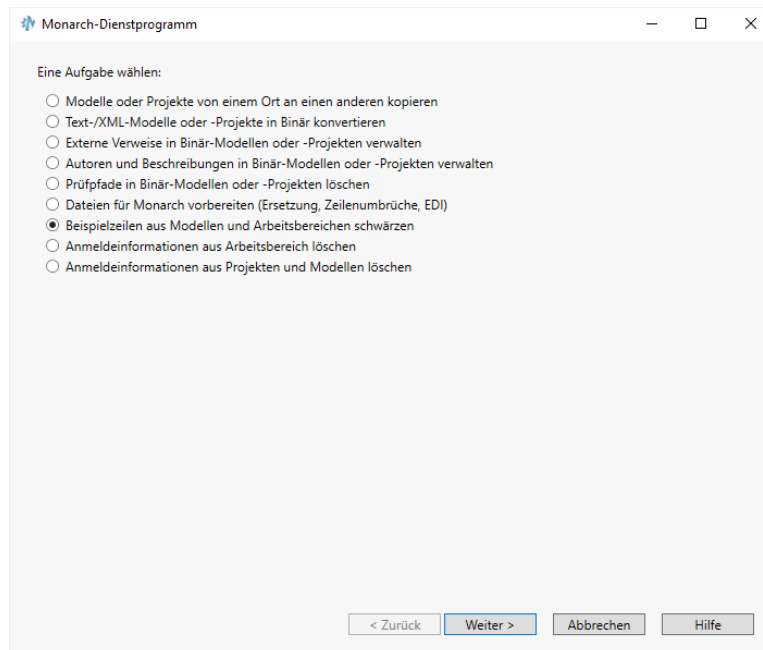 Monarch-Dienstprogramm
Eine Aufgabe wählen:
Modelle oder Projekte von einem Ort an einen anderen kopieren
Text-/XML-Modelle oder -Projekte in Binär konvertieren
Externe Verweise in Binär-Modellen oder -Projekten verwalten
Autoren und Beschreibungen in Binär-Modellen oder -Projekten verwalten
Prüfpfade in Binär-Modellen oder -Projekten löschen
Dateien für Monarch vorbereiten (Ersetzung, Zeilenumbrüche, EDI)
Beispielzeilen aus Modellen und Arbeitsbereichen schwärzen
Anmeldeinformationen aus Arbeitsbereich löschen
Anmeldeinformationen aus Projekten und Modellen löschen
< Zurück Weiter > Abbrechen Hilfe